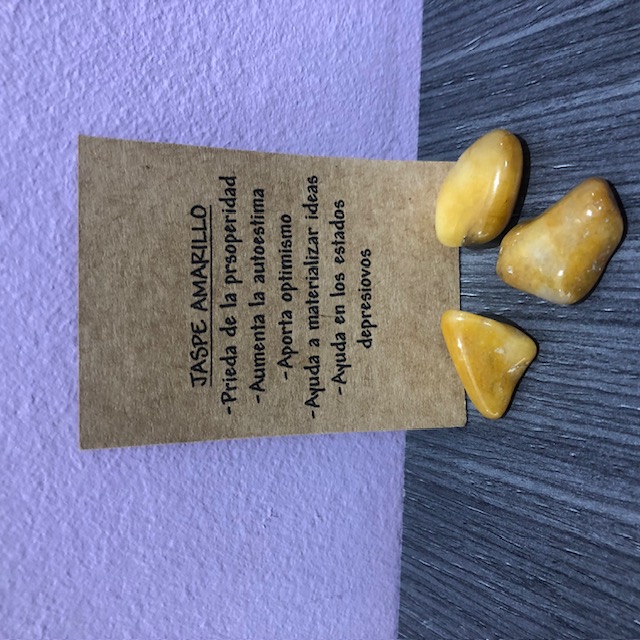 JASPE AMARILLO
-Prieda de la prsoperidad
-Aumenta la autoestima
-Aporta optimismo
-Ayuda a materializar ideas
-Ayuda en los estados
depresiovos